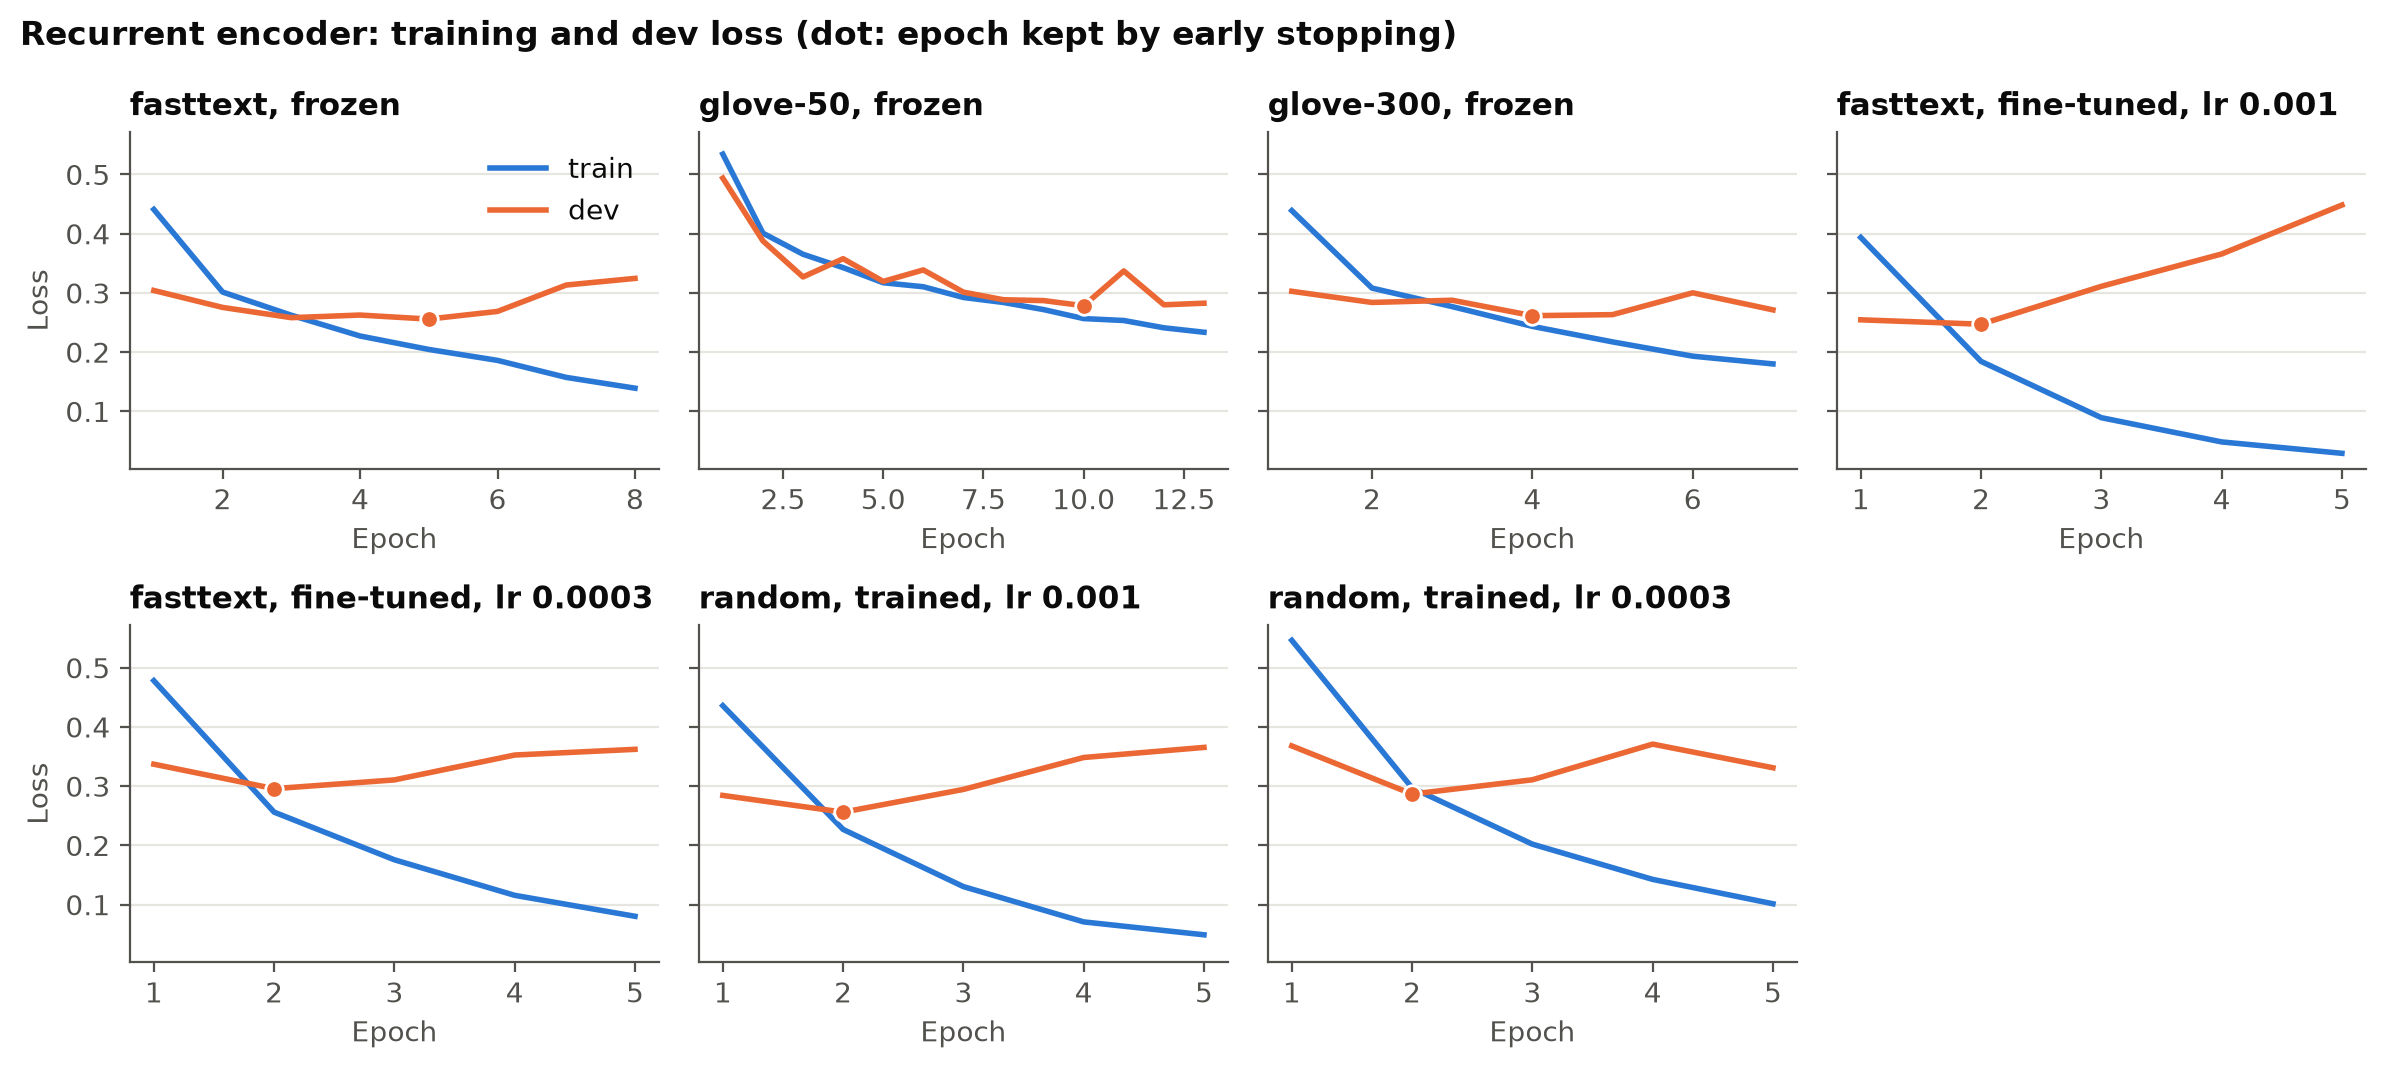 Recurrent encoder: training and dev loss (dot: epoch kept by early stopping)
fasttext, frozen
glove-50, frozen
glove-300, frozen
fasttext, fine-tuned, lr 0.001
train
dev
Loss
0.5
0.4
0.3
0.2
0.1
2 4 6 8
2.5 5.0 7.5 10.0 12.5
2 4 6
1 2 3 4 5
Epoch
Epoch
Epoch
Epoch
fasttext, fine-tuned, lr 0.0003
random, trained, lr 0.001
random, trained, lr 0.0003
Loss
0.5
0.4
0.3
0.2
0.1
1 2 3 4 5
1 2 3 4 5
1 2 3 4 5
Epoch
Epoch
Epoch